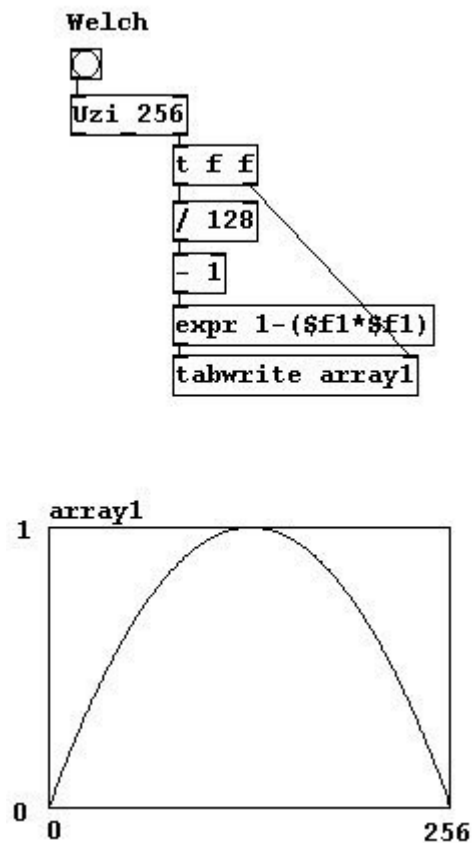 Welch
Uzi 256
t f f
/ 128
- 1
expr 1-($f1*$f1)
tabwrite array1
array1
1
0
0 256